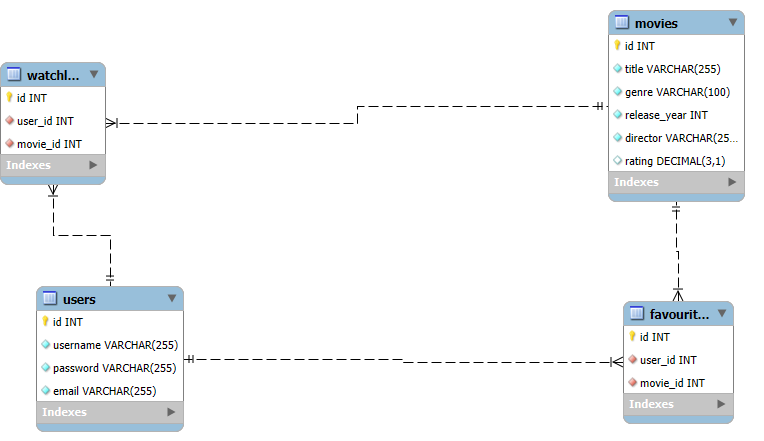 movies
id INT
title VARCHAR(255)
genre VARCHAR(100)
release_year INT
director VARCHAR(25...
rating DECIMAL(3,1)
Indexes
watchl...
id INT
user_id INT
movie_id INT
Indexes
users
id INT
username VARCHAR(255)
password VARCHAR(255)
email VARCHAR(255)
Indexes
favourit...
id INT
user_id INT
movie_id INT
Indexes